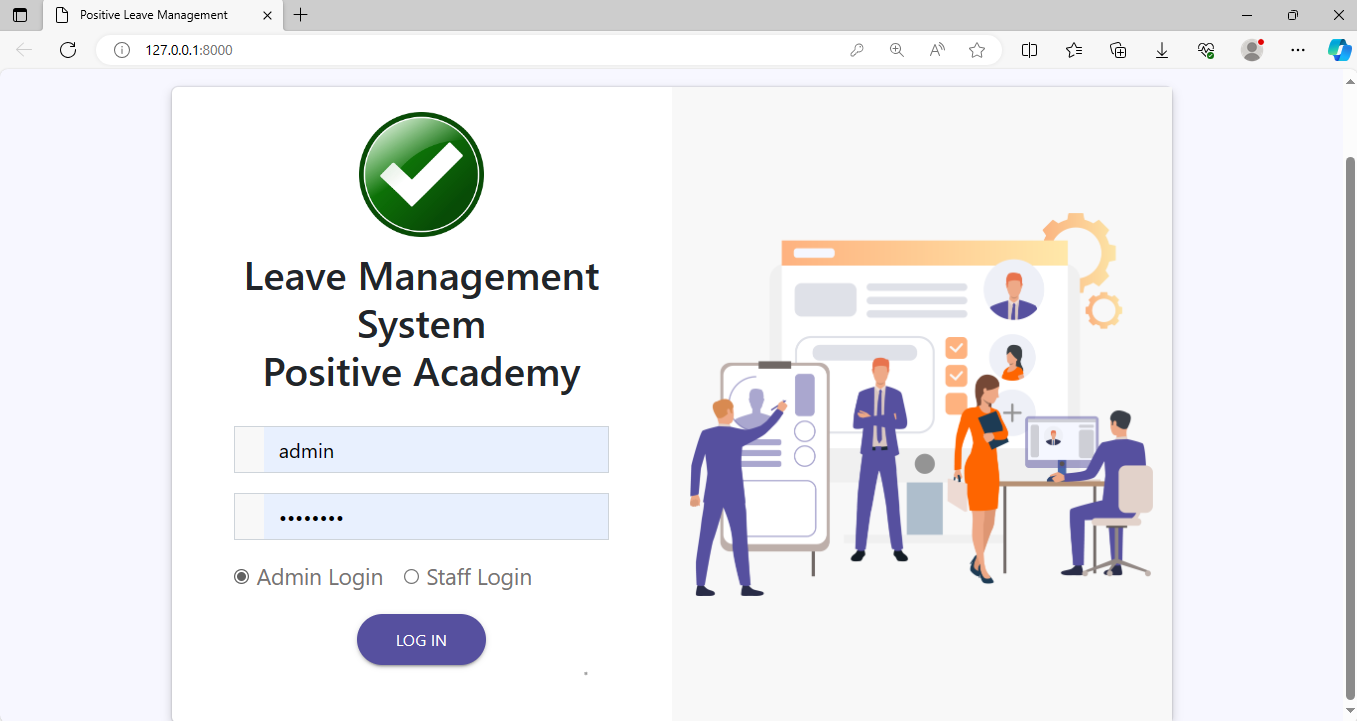 Positive Leave Management
127.0.0.1:8000
Leave Management
System
Positive Academy
admin
••••••••
Admin Login
Staff Login
LOG IN